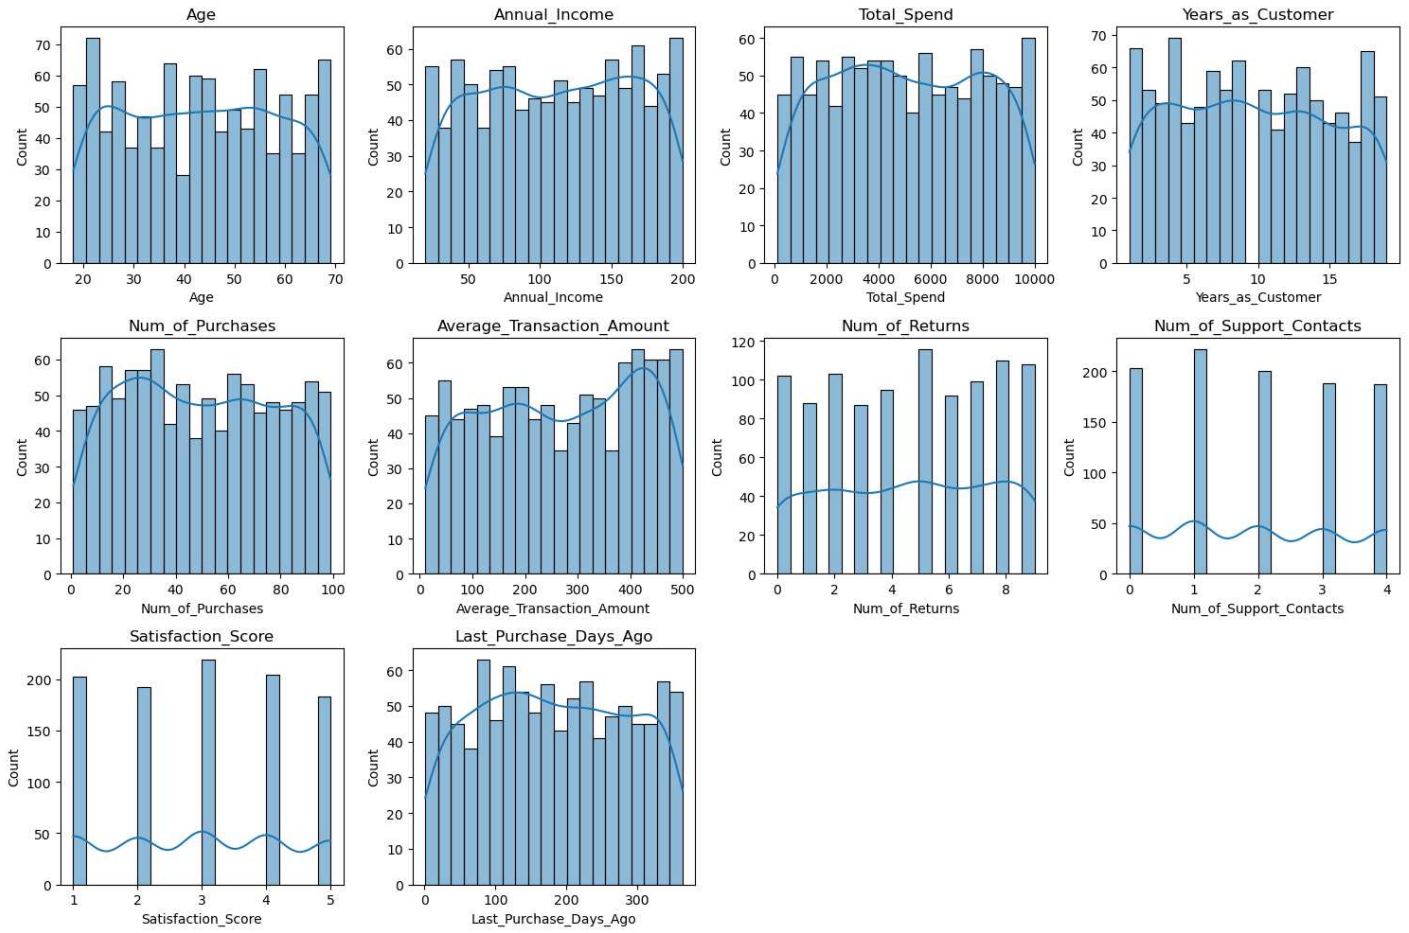 Age
Annual_Income
Total_Spend
Years_as_Customer
70
60
50
40
30
20
10
0
Count
20 30 40 50 60 70
Age
60
50
40
30
20
10
0
Count
50 100 150 200
Annual_Income
60
50
40
30
20
10
0
Count
0 2000 4000 6000 8000 10000
Total_Spend
70
60
50
40
30
20
10
0
Count
5 10 15
Years_as_Customer
Num_of_Purchases
Average_Transaction_Amount
Num_of_Returns
Num_of_Support_Contacts
60
50
40
30
20
10
0
Count
0 20 40 60 80 100
Num_of_Purchases
60
50
40
30
20
10
0
Count
0 100 200 300 400 500
Average_Transaction_Amount
120
100
80
60
40
20
0
Count
0 2 4 6 8
Num_of_Returns
200
150
100
50
0
Count
0 1 2 3 4
Num_of_Support_Contacts
Satisfaction_Score
Last_Purchase_Days_Ago
200
150
100
50
0
Count
1 2 3 4 5
Satisfaction_Score
60
50
40
30
20
10
0
Count
0 100 200 300
Last_Purchase_Days_Ago